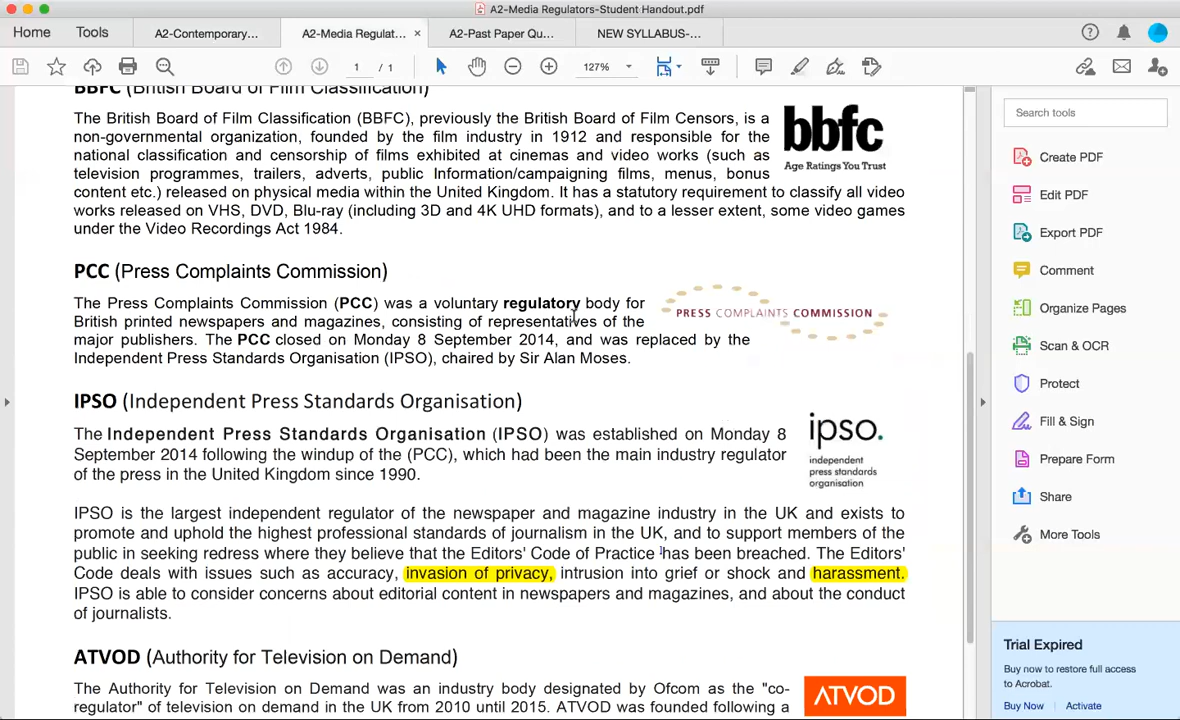 A2-Media Regulators-Student Handout.pdf
Home
Tools
A2-Contemporary...
A2-Media Regulat...
A2-Past Paper Qu...
NEW SYLLABUS-...
1 / 1
127%
BBFC (British Board of Film Classification)
The British Board of Film Classification (BBFC), previously the British Board of Film Censors, is a
non-governmental organization, founded by the film industry in 1912 and responsible for the
national classification and censorship of films exhibited at cinemas and video works (such as
television programmes, trailers, adverts, public Information/campaigning films, menus, bonus
content etc.) released on physical media within the United Kingdom. It has a statutory requirement to classify all video
works released on VHS, DVD, Blu-ray (including 3D and 4K UHD formats), and to a lesser extent, some video games
under the Video Recordings Act 1984.
bbfc
Age Ratings You Trust
PCC (Press Complaints Commission)
The Press Complaints Commission (PCC) was a voluntary regulatory body for
British printed newspapers and magazines, consisting of representatives of the
major publishers. The PCC closed on Monday 8 September 2014, and was replaced by the
Independent Press Standards Organisation (IPSO), chaired by Sir Alan Moses.
PRESS COMPLAINTS COMMISSION
IPSO (Independent Press Standards Organisation)
The Independent Press Standards Organisation (IPSO) was established on Monday 8
September 2014 following the windup of the (PCC), which had been the main industry regulator
of the press in the United Kingdom since 1990.
ipso.
independent
press standards
organisation
IPSO is the largest independent regulator of the newspaper and magazine industry in the UK and exists to
promote and uphold the highest professional standards of journalism in the UK, and to support members of the
public in seeking redress where they believe that the Editors' Code of Practice has been breached. The Editors'
Code deals with issues such as accuracy, invasion of privacy, intrusion into grief or shock and harassment.
IPSO is able to consider concerns about editorial content in newspapers and magazines, and about the conduct
of journalists.
ATVOD (Authority for Television on Demand)
The Authority for Television on Demand was an industry body designated by Ofcom as the "co-
regulator" of television on demand in the UK from 2010 until 2015. ATVOD was founded following a
ATVOD
Search tools
Create PDF
Edit PDF
Export PDF
Comment
Organize Pages
Scan & OCR
Protect
Fill & Sign
Prepare Form
Share
More Tools
Trial Expired
Buy now to restore full access
to Acrobat.
Buy Now
Activate